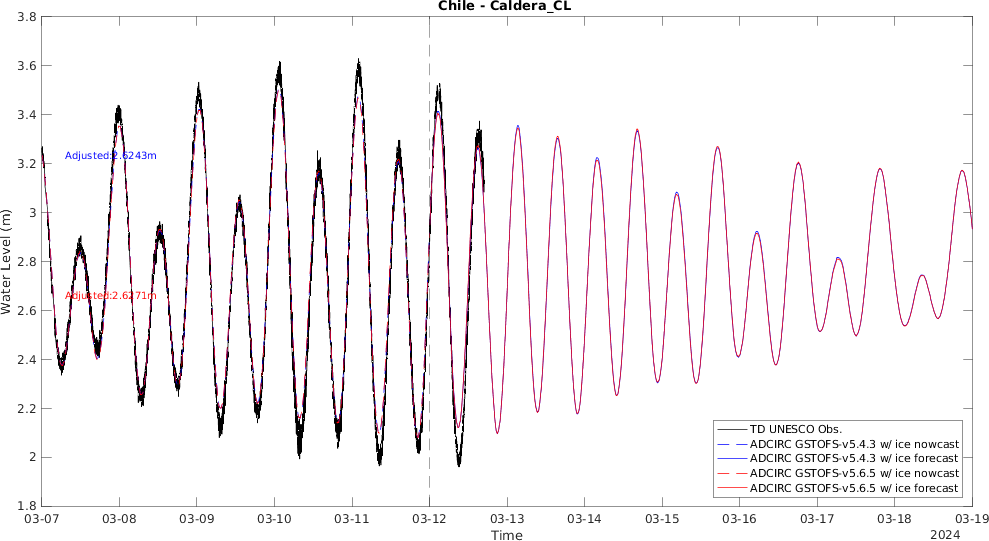 Chile - Caldera_CL
3.8
3.6
3.4
3.2
3
2.8
2.6
2.4
2.2
2
1.8
Water Level (m)
Adjusted:2.6243m
Adjusted:2.6271m
TD UNESCO Obs.
ADCIRC GSTOFS-v5.4.3 w/ ice nowcast
ADCIRC GSTOFS-v5.4.3 w/ ice forecast
ADCIRC GSTOFS-v5.6.5 w/ ice nowcast
ADCIRC GSTOFS-v5.6.5 w/ ice forecast
03-07 03-08 03-09 03-10 03-11 03-12 03-13 03-14 03-15 03-16 03-17 03-18 03-19
Time
2024